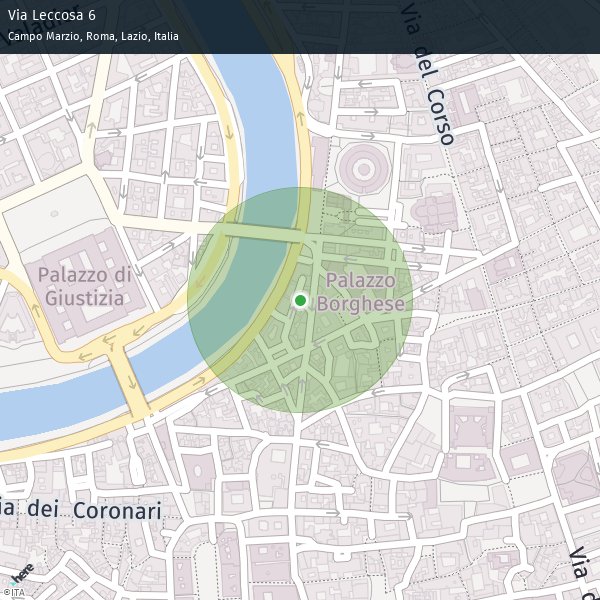 Via Leccosa 6
Campo Marzio, Roma, Lazio, Italia
Valadier
Via del Corso
Palazzo di
Giustizia
Palazzo
Borghese
ia dei Coronari
Via d
here
©ITA